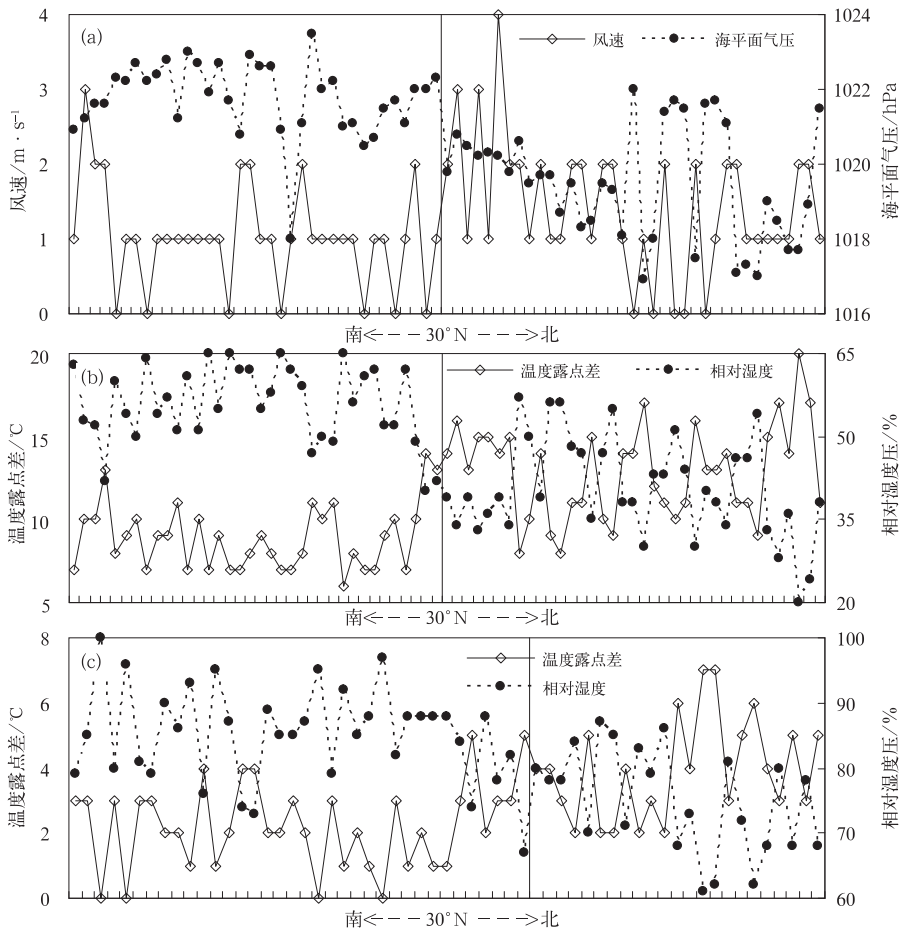 (a)
风速
海平面气压
4
3
2
1
0
风速/m · s⁻¹
1024
1022
1020
1018
1016
海平面气压/hPa
南<---30°N--->北
(b)
温度露点差
相对湿度
20
15
10
5
温度露点差/℃
65
50
35
20
相对湿度压/%
南<---30°N--->北
(c)
温度露点差
相对湿度
8
6
4
2
0
温度露点差/℃
100
90
80
70
60
相对湿度压/%
南<---30°N--->北